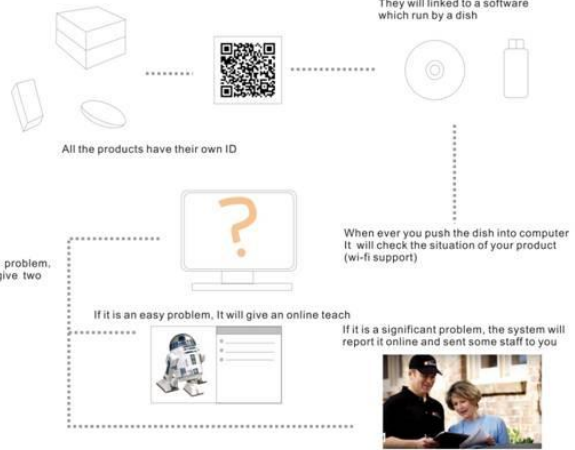 They will linked to a software
which run by a dish
All the products have their own ID
When ever you push the dish into computer
It will check the situation of your product
(wi-fi support)
problem,
give two
If it is an easy problem, It will give an online teach
If it is a significant problem, the system will
report it online and sent some staff to you